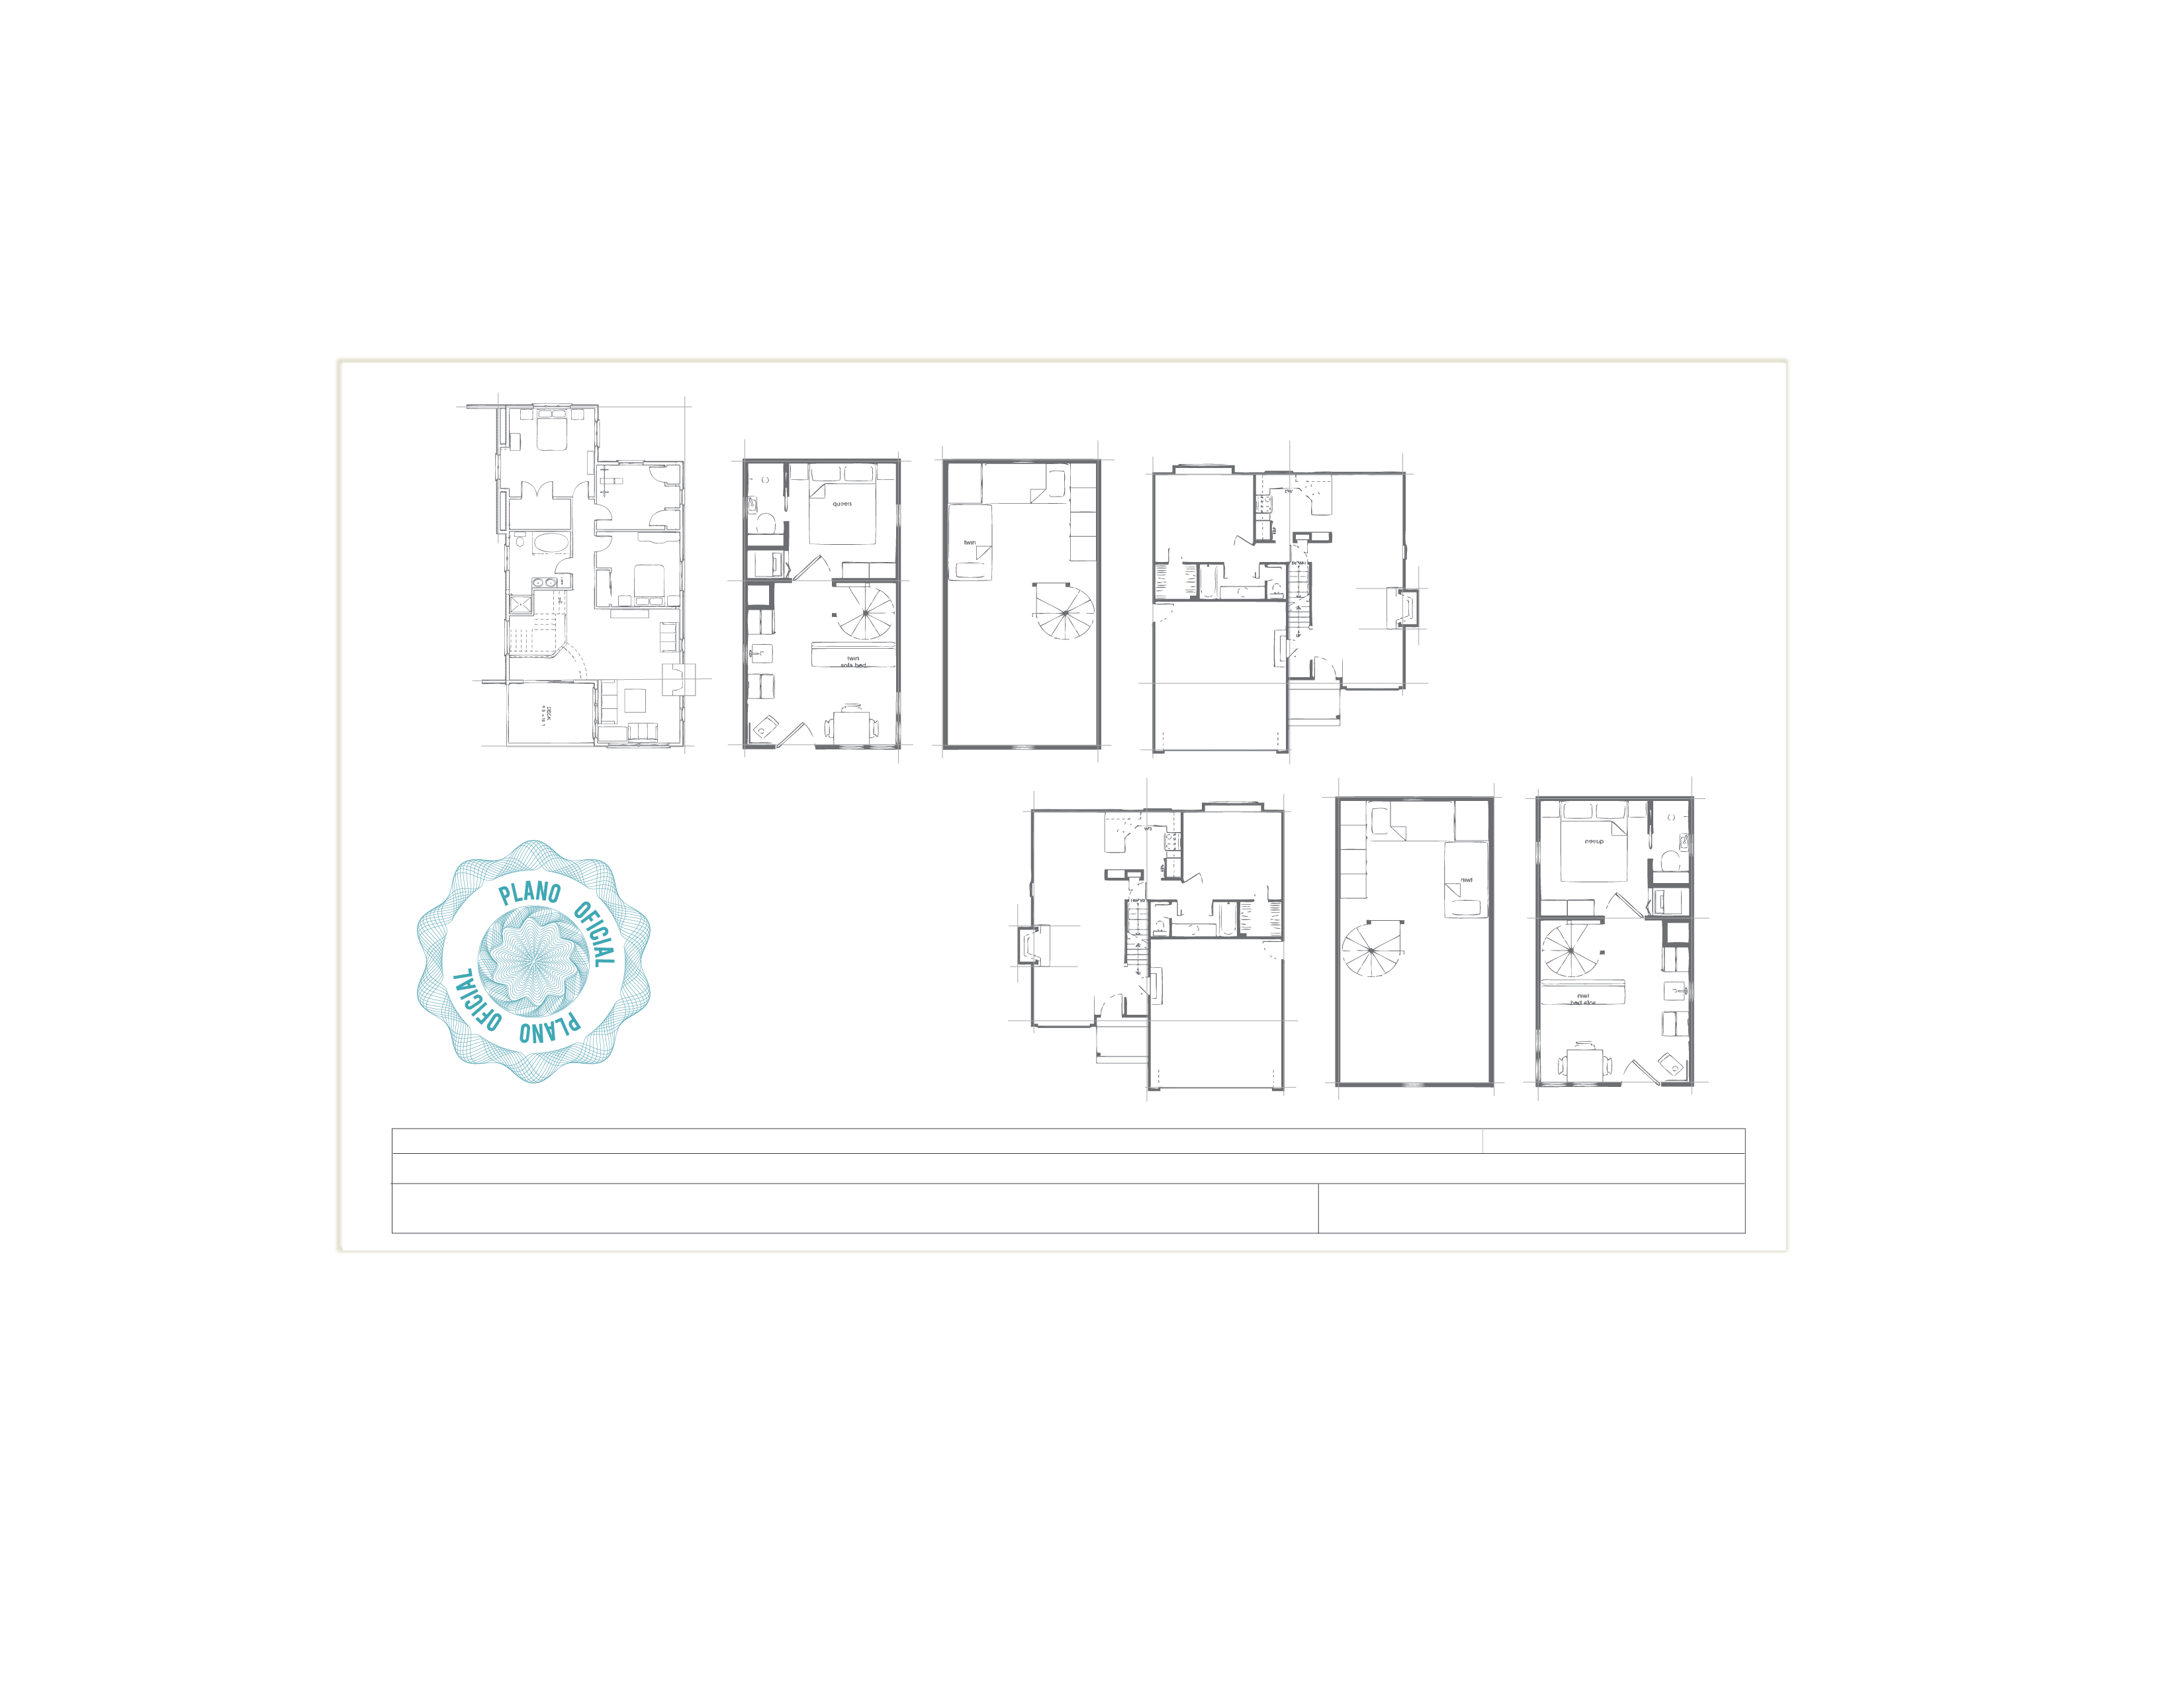 queen
twin
twin
sofa bed
DECK
PLANO OFICIAL
PLANO OFICIAL
queen
twin
twin
sofa bed